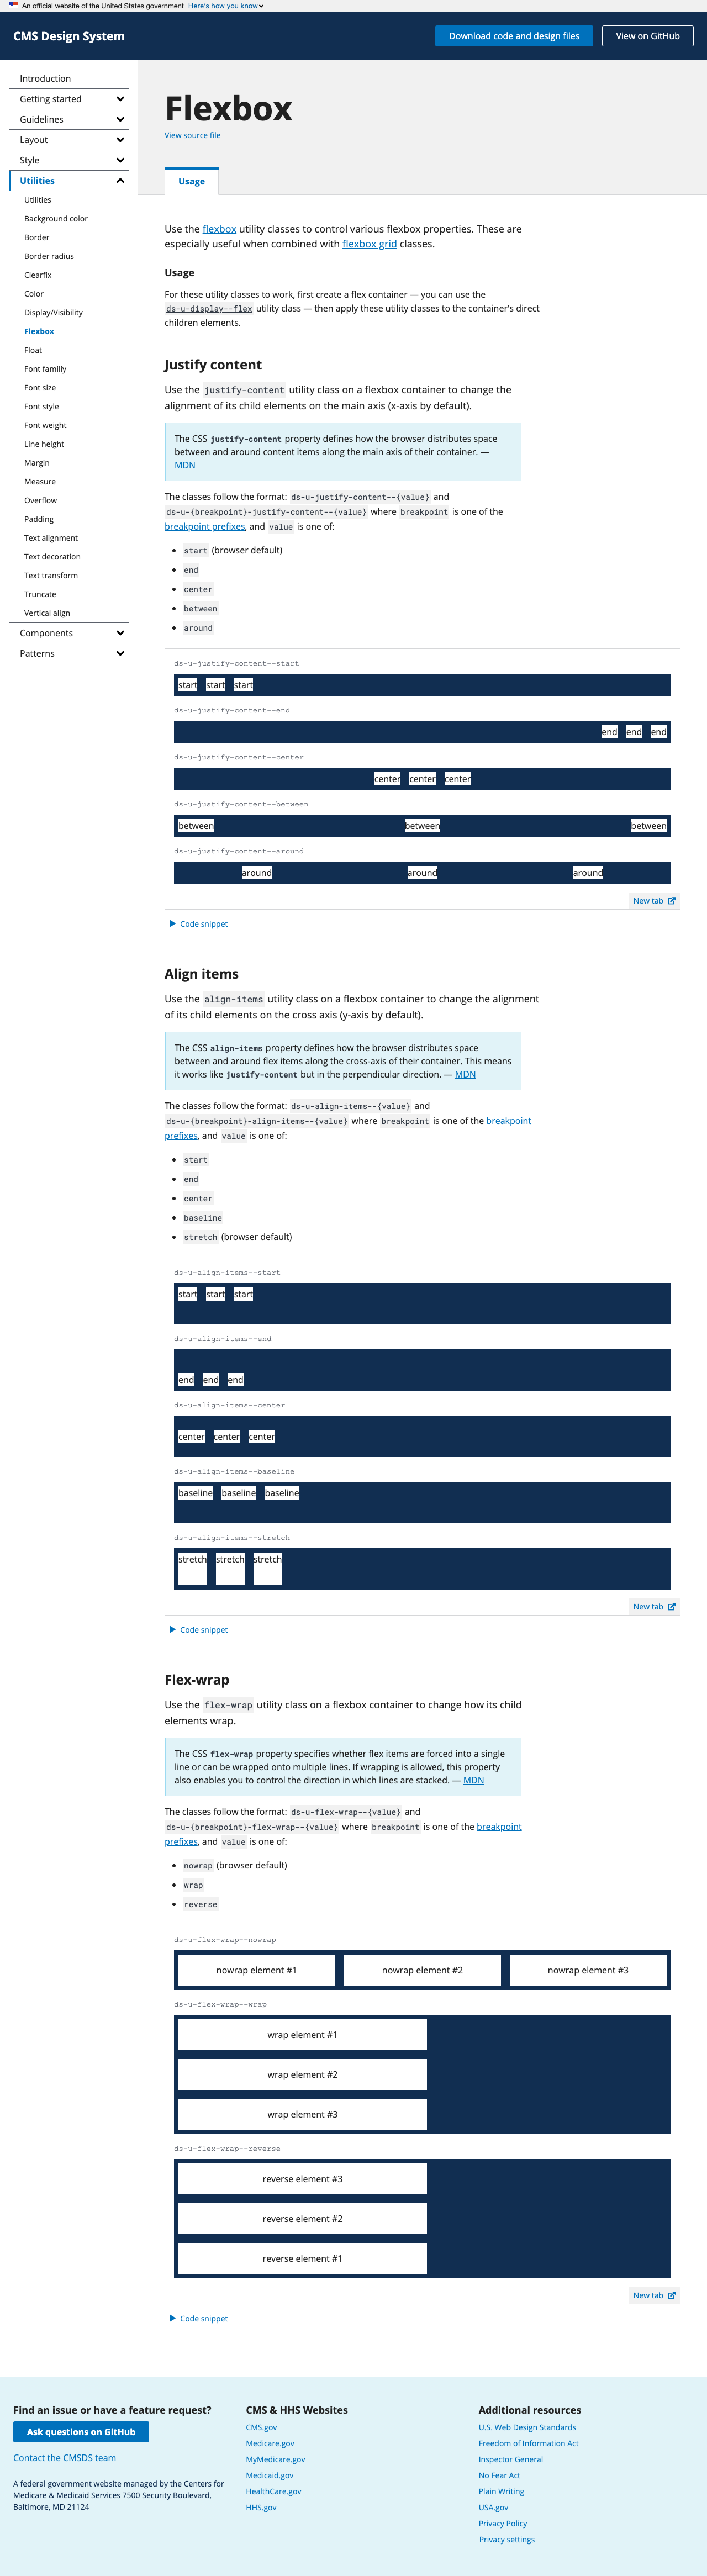 An official website of the United States government Here's how you know
CMS Design System
Download code and design files
View on GitHub
Introduction
Getting started
Guidelines
Layout
Style
Utilities
Utilities
Background color
Border
Border radius
Clearfix
Color
Display/Visibility
Flexbox
Float
Font familiy
Font size
Font style
Font weight
Line height
Margin
Measure
Overflow
Padding
Text alignment
Text decoration
Text transform
Truncate
Vertical align
Components
Patterns
Flexbox
View source file
Usage
Use the flexbox utility classes to control various flexbox properties. These are
especially useful when combined with flexbox grid classes.
Usage
For these utility classes to work, first create a flex container — you can use the
ds-u-display--flex utility class — then apply these utility classes to the container's direct
children elements.
Justify content
Use the justify-content utility class on a flexbox container to change the
alignment of its child elements on the main axis (x-axis by default).
The CSS justify-content property defines how the browser distributes space
between and around content items along the main axis of their container. —
MDN
The classes follow the format: ds-u-justify-content--{value} and
ds-u-{breakpoint}-justify-content--{value} where breakpoint is one of the
breakpoint prefixes, and value is one of:
start (browser default)
end
center
between
around
ds-u-justify-content--start
start start start
ds-u-justify-content--end
end end end
ds-u-justify-content--center
center center center
ds-u-justify-content--between
between between between
ds-u-justify-content--around
around around around
New tab
Code snippet
Align items
Use the align-items utility class on a flexbox container to change the alignment
of its child elements on the cross axis (y-axis by default).
The CSS align-items property defines how the browser distributes space
between and around flex items along the cross-axis of their container. This means
it works like justify-content but in the perpendicular direction. — MDN
The classes follow the format: ds-u-align-items--{value} and
ds-u-{breakpoint}-align-items--{value} where breakpoint is one of the breakpoint
prefixes, and value is one of:
start
end
center
baseline
stretch (browser default)
ds-u-align-items--start
start start start
ds-u-align-items--end
end end end
ds-u-align-items--center
center center center
ds-u-align-items--baseline
baseline baseline baseline
ds-u-align-items--stretch
stretch stretch stretch
New tab
Code snippet
Flex-wrap
Use the flex-wrap utility class on a flexbox container to change how its child
elements wrap.
The CSS flex-wrap property specifies whether flex items are forced into a single
line or can be wrapped onto multiple lines. If wrapping is allowed, this property
also enables you to control the direction in which lines are stacked. — MDN
The classes follow the format: ds-u-flex-wrap--{value} and
ds-u-{breakpoint}-flex-wrap--{value} where breakpoint is one of the breakpoint
prefixes, and value is one of:
nowrap (browser default)
wrap
reverse
ds-u-flex-wrap--nowrap
nowrap element #1 nowrap element #2 nowrap element #3
ds-u-flex-wrap--wrap
wrap element #1
wrap element #2
wrap element #3
ds-u-flex-wrap--reverse
reverse element #3
reverse element #2
reverse element #1
New tab
Code snippet
Find an issue or have a feature request?
Ask questions on GitHub
Contact the CMSDS team
A federal government website managed by the Centers for
Medicare & Medicaid Services 7500 Security Boulevard,
Baltimore, MD 21124
CMS & HHS Websites
CMS.gov
Medicare.gov
MyMedicare.gov
Medicaid.gov
HealthCare.gov
HHS.gov
Additional resources
U.S. Web Design Standards
Freedom of Information Act
Inspector General
No Fear Act
Plain Writing
USA.gov
Privacy Policy
Privacy settings